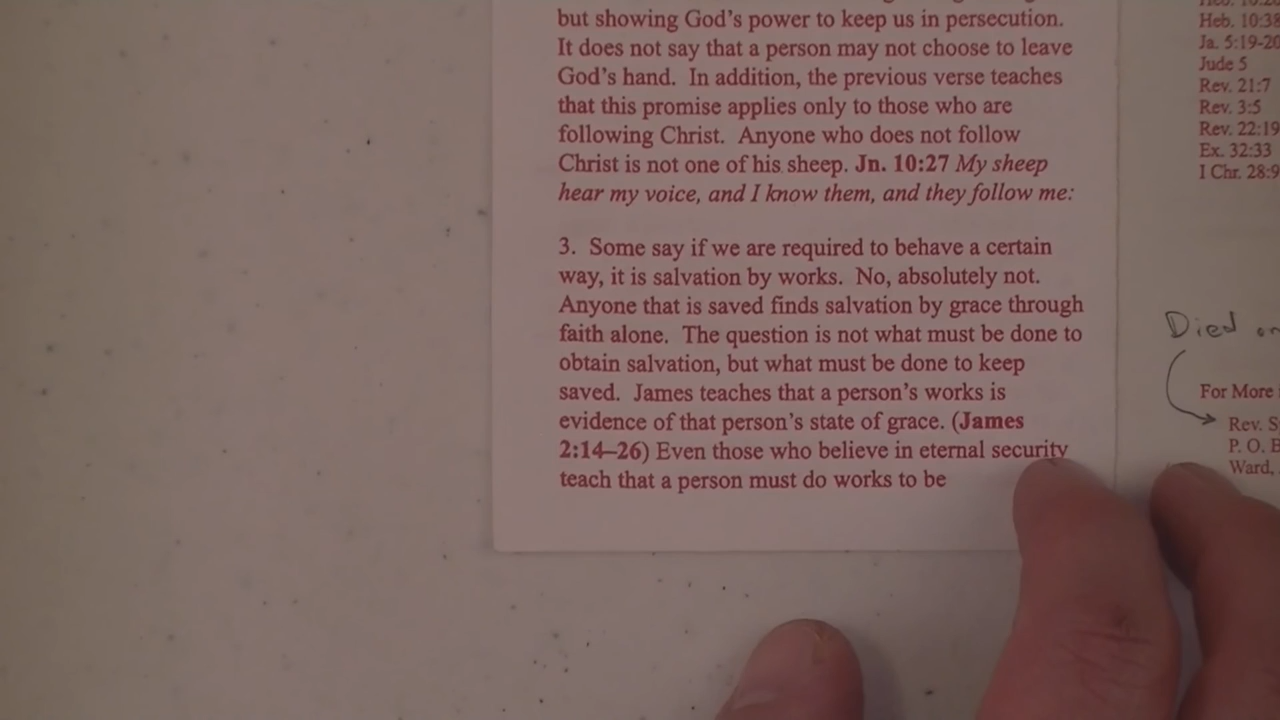 but showing God's power to keep us in persecution.
It does not say that a person may not choose to leave
God's hand. In addition, the previous verse teaches
that this promise applies only to those who are
following Christ. Anyone who does not follow
Christ is not one of his sheep. Jn. 10:27 My sheep
hear my voice, and I know them, and they follow me:
3. Some say if we are required to behave a certain
way, it is salvation by works. No, absolutely not.
Anyone that is saved finds salvation by grace through
faith alone. The question is not what must be done to
obtain salvation, but what must be done to keep
saved. James teaches that a person's works is
evidence of that person's state of grace. (James
2:14–26) Even those who believe in eternal security
teach that a person must do works to be
Heb. 10:38
Ja. 5:19-20
Jude 5
Rev. 21:7
Rev. 3:5
Rev. 22:19
Ex. 32:33
I Chr. 28:9
Died
For More
Rev.
P. O.
Ward,